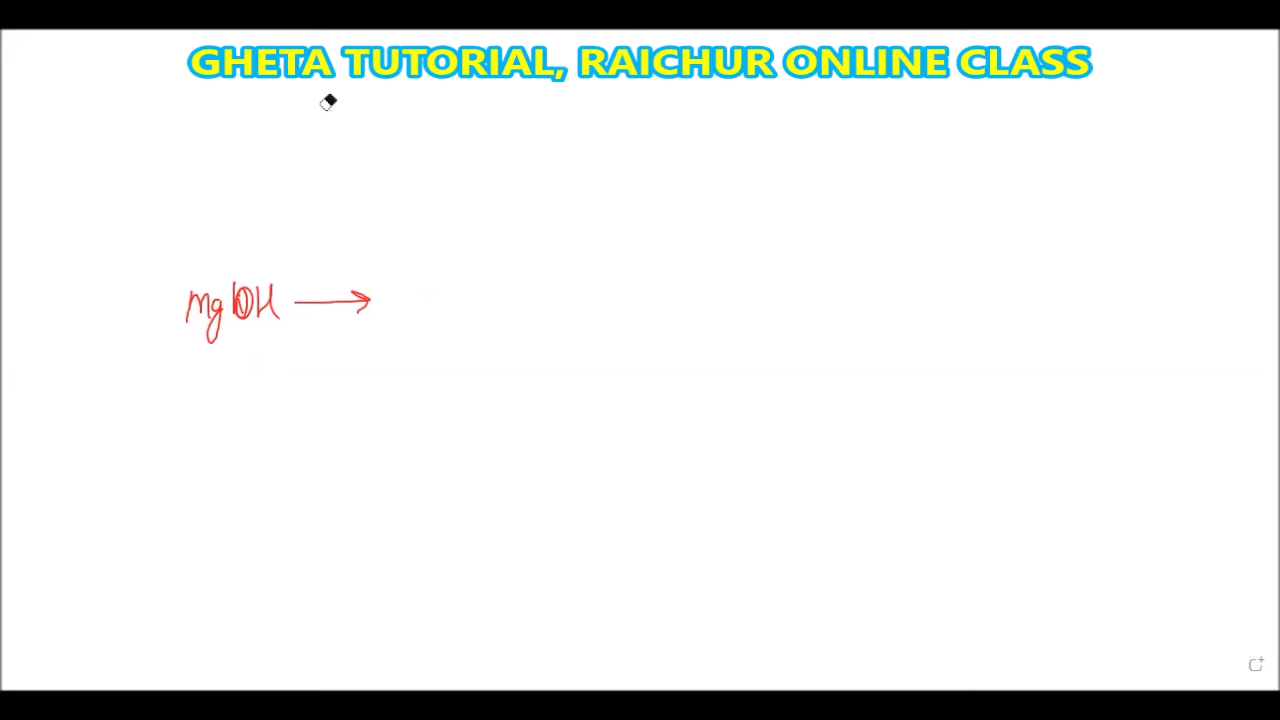 GHETA TUTORIAL, RAICHUR ONLINE CLASS
Mg OH →